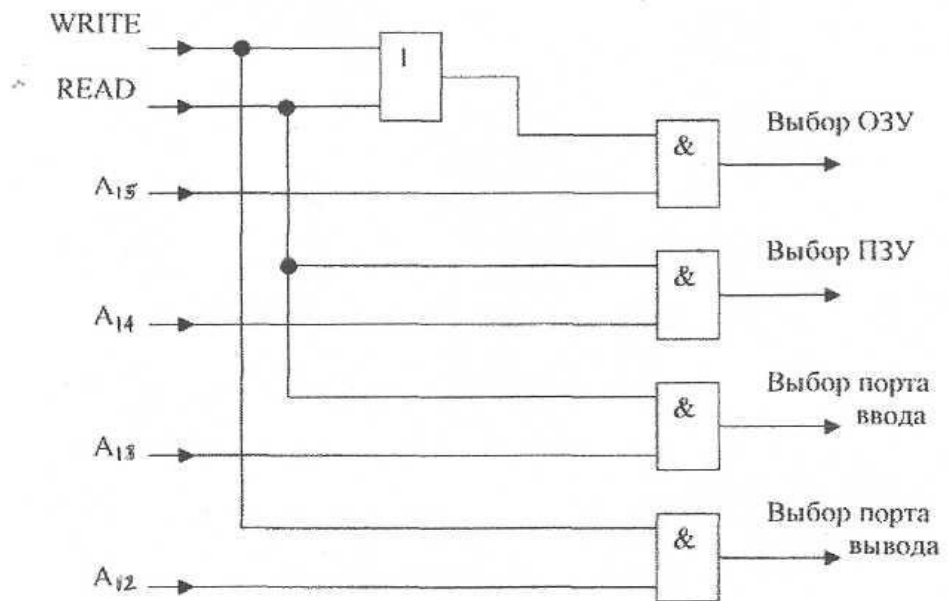 WRITE
1
READ
&
Выбор ОЗУ
A15
&
Выбор ПЗУ
A14
&
Выбор порта
ввода
A13
&
Выбор порта
вывода
A12